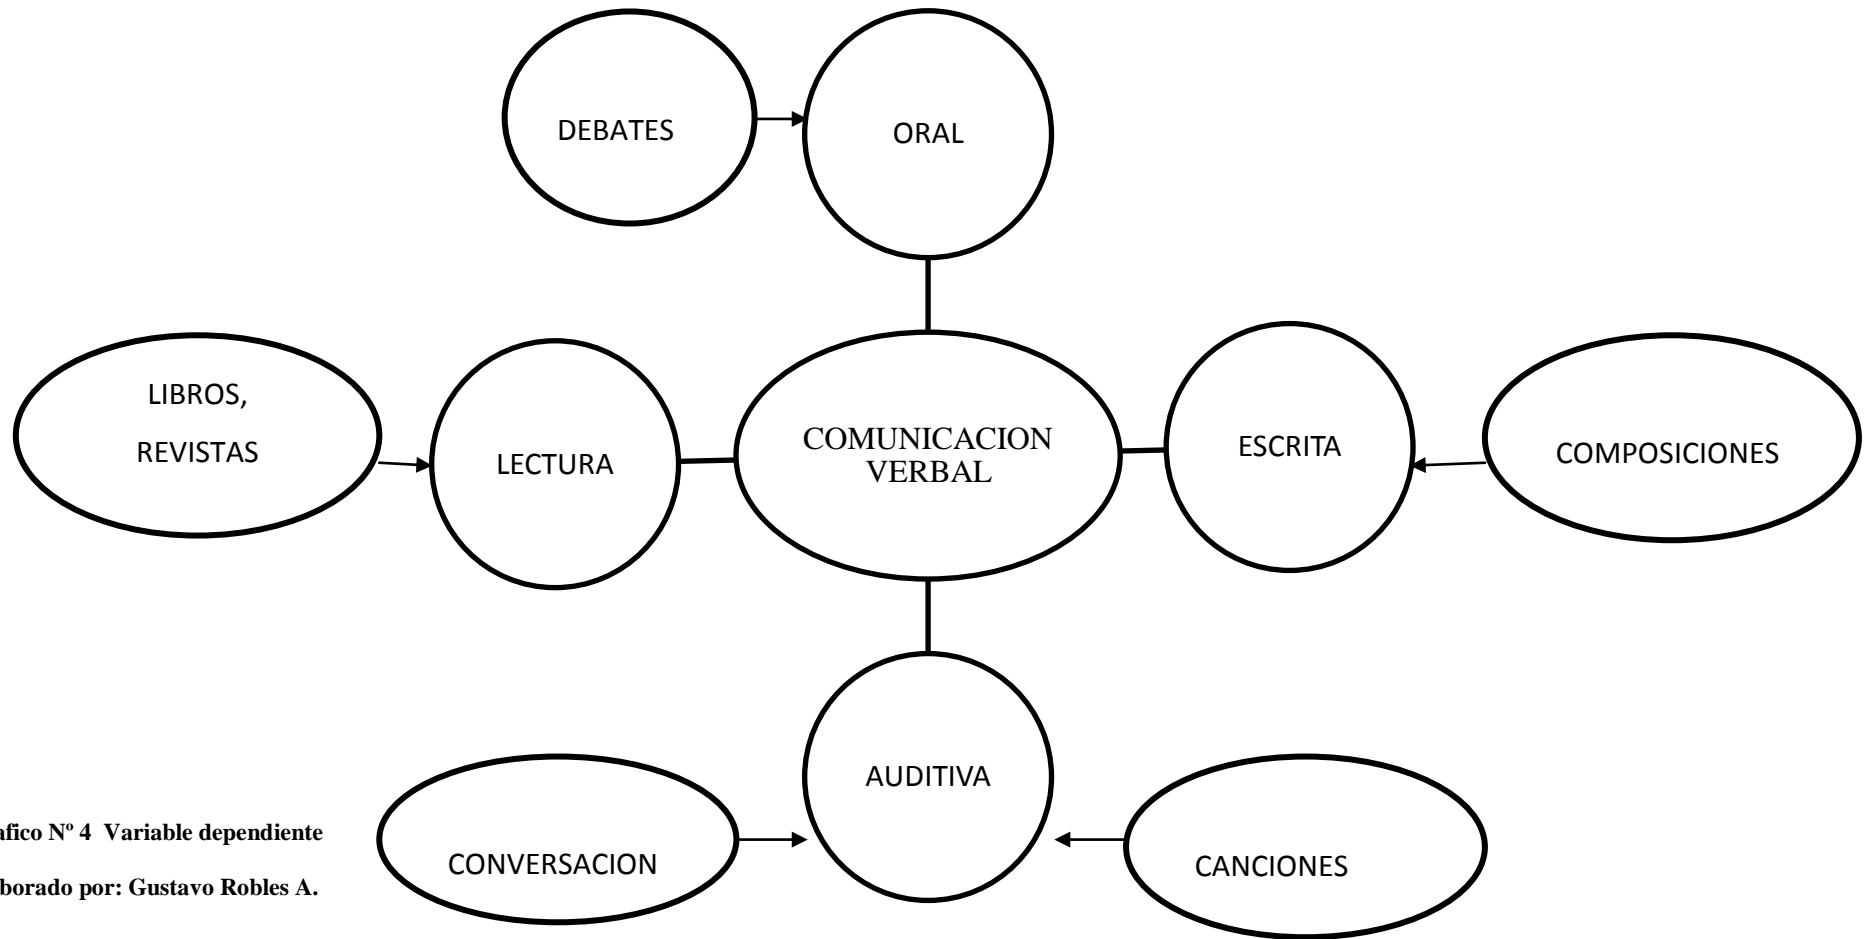 DEBATES
ORAL
LIBROS,
REVISTAS
LECTURA
COMUNICACION
VERBAL
ESCRITA
COMPOSICIONES
AUDITIVA
CONVERSACION
CANCIONES
afico Nº 4 Variable dependiente
borado por: Gustavo Robles A.